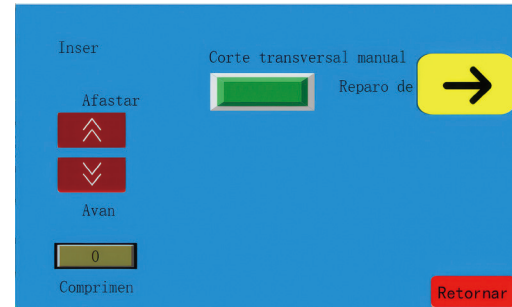 Inser
Corte transversal manual
Reparo de
Afastar
Avan
0
Comprimen
Retornar